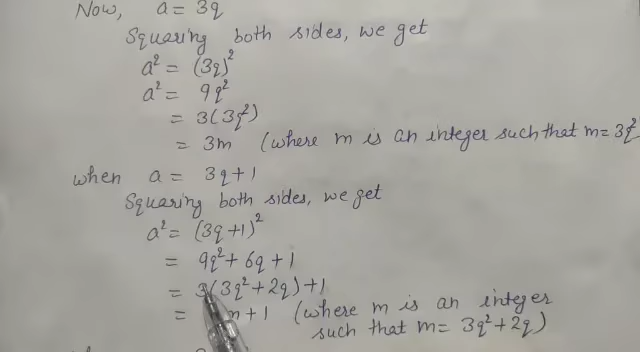 Now, a = 3q
Squaring both sides, we get
a² = (3q)²
a² = 9q²
= 3(3q²)
= 3m (where m is an integer such that m = 3q²
when a = 3q+1
Squaring both sides, we get
a² = (3q+1)²
= 9q² + 6q + 1
= 3(3q² + 2q) + 1
= m + 1 (where m is an integer
such that m = 3q² + 2q)